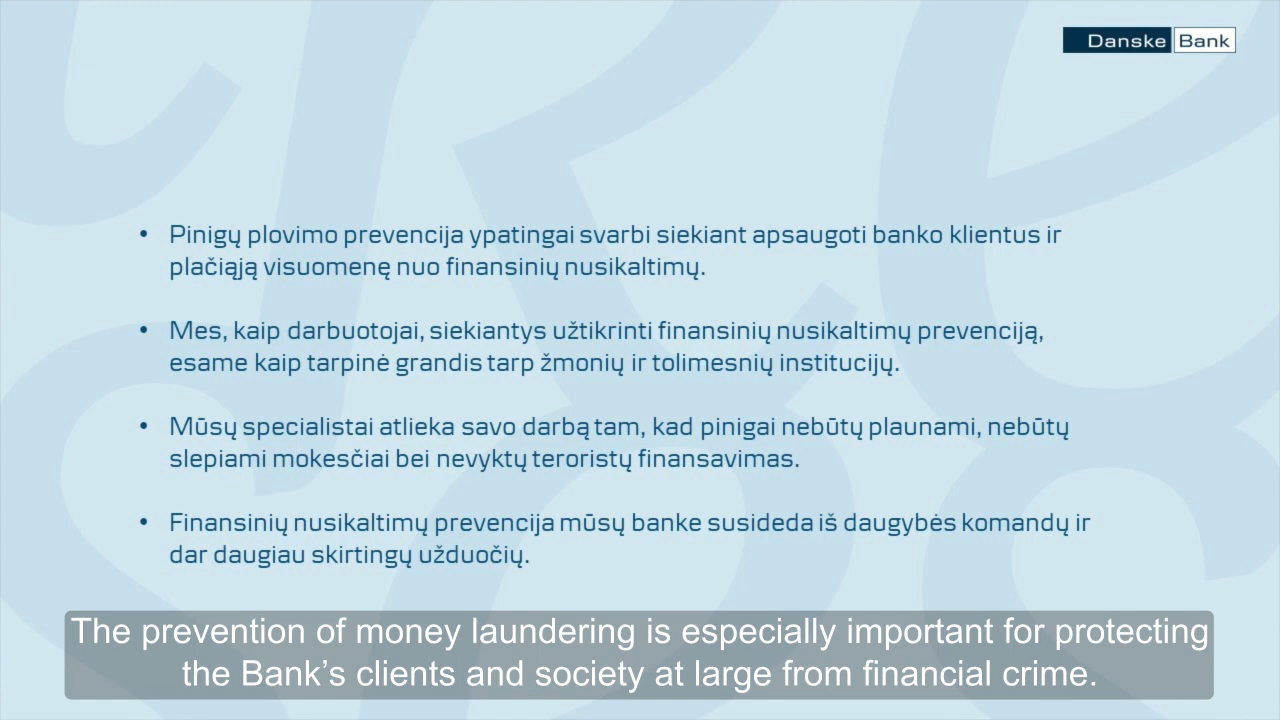 Danske Bank
• Pinigų plovimo prevencija ypatingai svarbi siekiant apsaugoti banko klientus ir
plačiąją visuomenę nuo finansinių nusikaltimų.
• Mes, kaip darbuotojai, siekiantys užtikrinti finansinių nusikaltimų prevenciją,
esame kaip tarpinė grandis tarp žmonių ir tolimesnių institucijų.
• Mūsų specialistai atlieka savo darbą tam, kad pinigai nebūtų plaunami, nebūtų
slepiami mokesčiai bei nevyktų teroristų finansavimas.
• Finansinių nusikaltimų prevencija mūsų banke susideda iš daugybės komandų ir
dar daugiau skirtingų užduočių.
The prevention of money laundering is especially important for protecting
the Bank’s clients and society at large from financial crime.